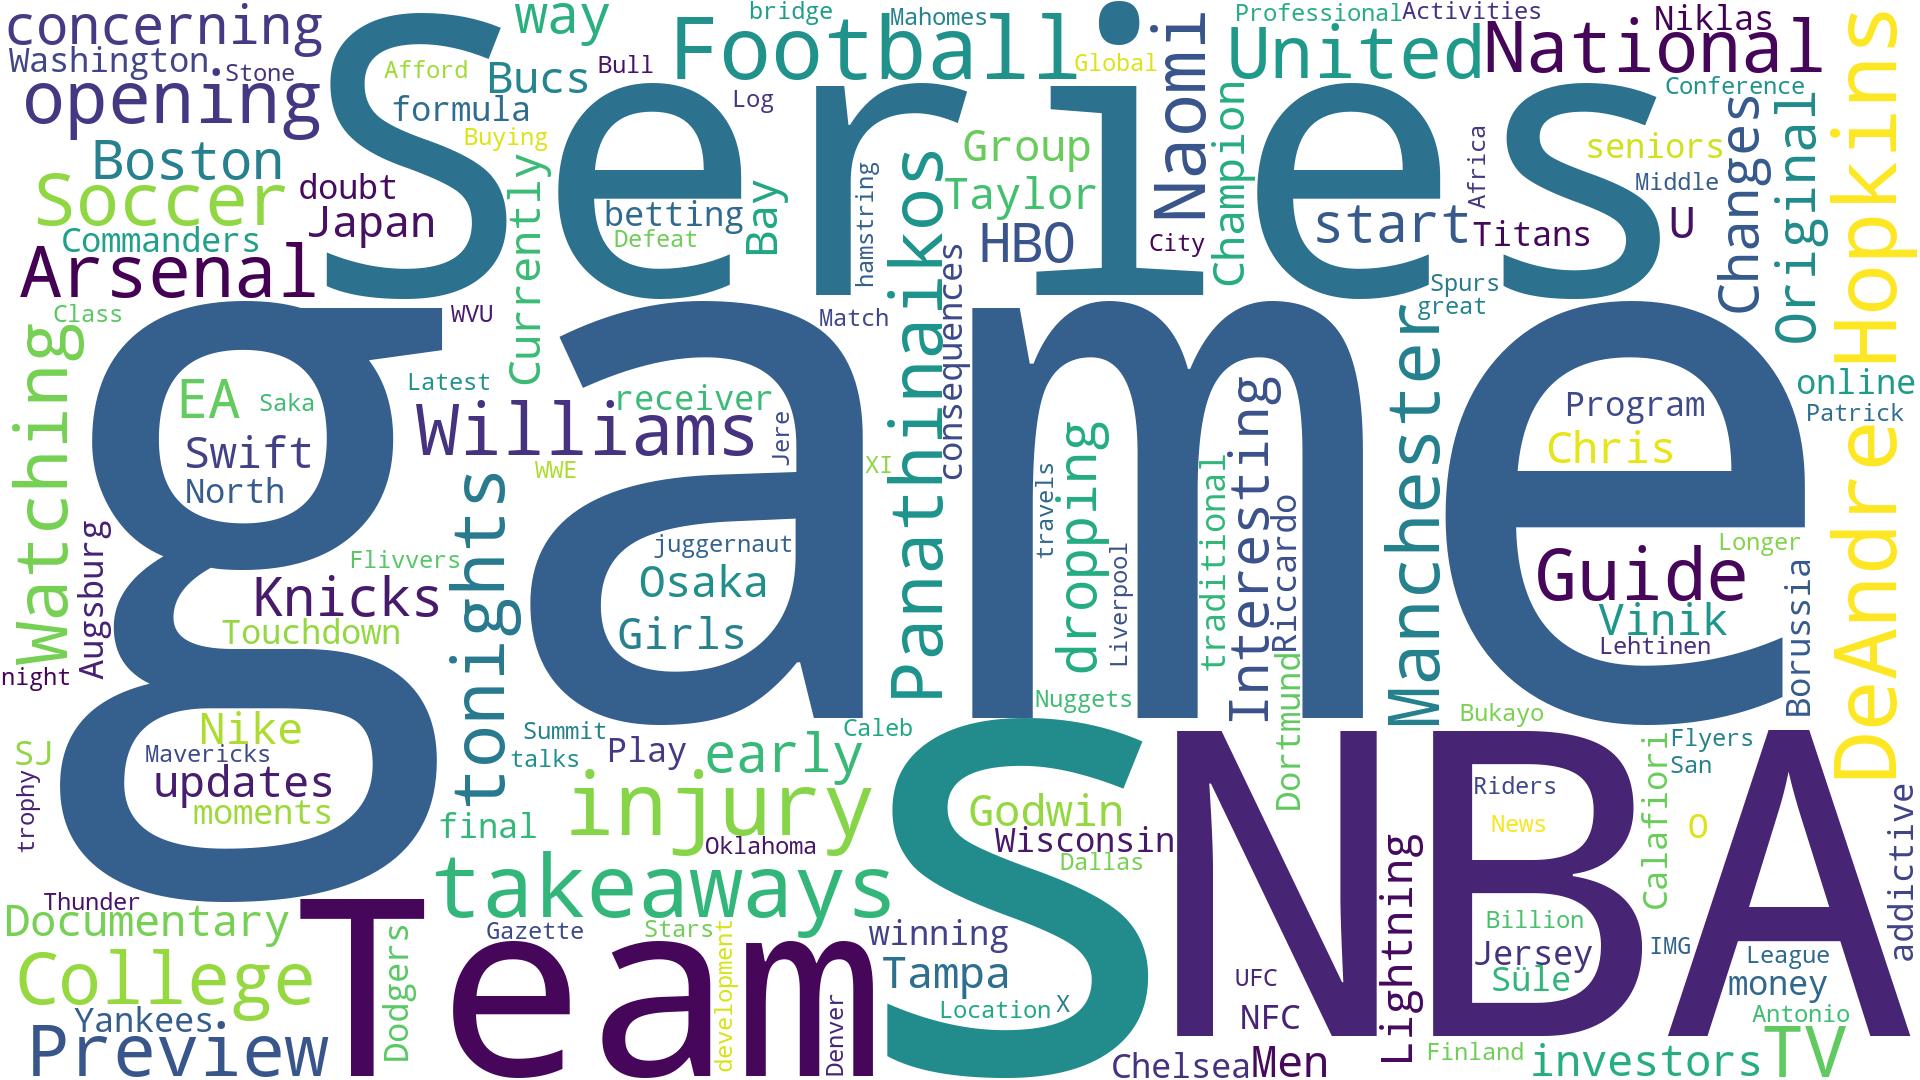 concerning
way
bridge
Mahomes
Professional
Activities
Niklas
Football
Naomi
United
National
Washington
Stone
Afford
Bucs
Bull
Global
Conference
opening
formula
Log
Series
Buying
Group
Champion
Changes
Original
seniors
Boston
Soccer
doubt
Japan
Currently
betting
Defeat
Bay
hamstring
Panathinaikos
Taylor
HBO
City
start
Africa
Titans
Middle
U
DeAndre
Hopkins
Commanders
Arsenal
consequences
Spurs
great
Class
WVU
Match
Watching
game
Latest
EA
Saka
Swift
North
Williams
receiver
Jere
WWE
XI
Manchester
Program
Chris
online
Patrick
tonights
travels
dropping
Liverpool
traditional
Interesting
Riccardo
Augsburg
Flivvers
Knicks
Touchdown
juggernaut
Osaka
Girls
Guide
Longer
Vinik
Lehtinen
Borussia
night
Nuggets
Dortmund
Bukayo
Nike
Mavericks
updates
moments
SJ
trophy
Summit
talks
Play
early
Caleb
S
NBA
Flyers
San
Calafiori
injury
final
Oklahoma
Godwin
Wisconsin
Dallas
Riders
News
O
addictive
takeaways
Lightning
Thunder
Documentary
Team
Gazette
Stars
development
winning
Tampa
Location
X
UFC
NFC
Billion
Jersey
Süle
IMG
League
money
College
Dodgers
Denver
Yankees
Preview
Chelsea
Men
Finland
investors
Antonio
TV